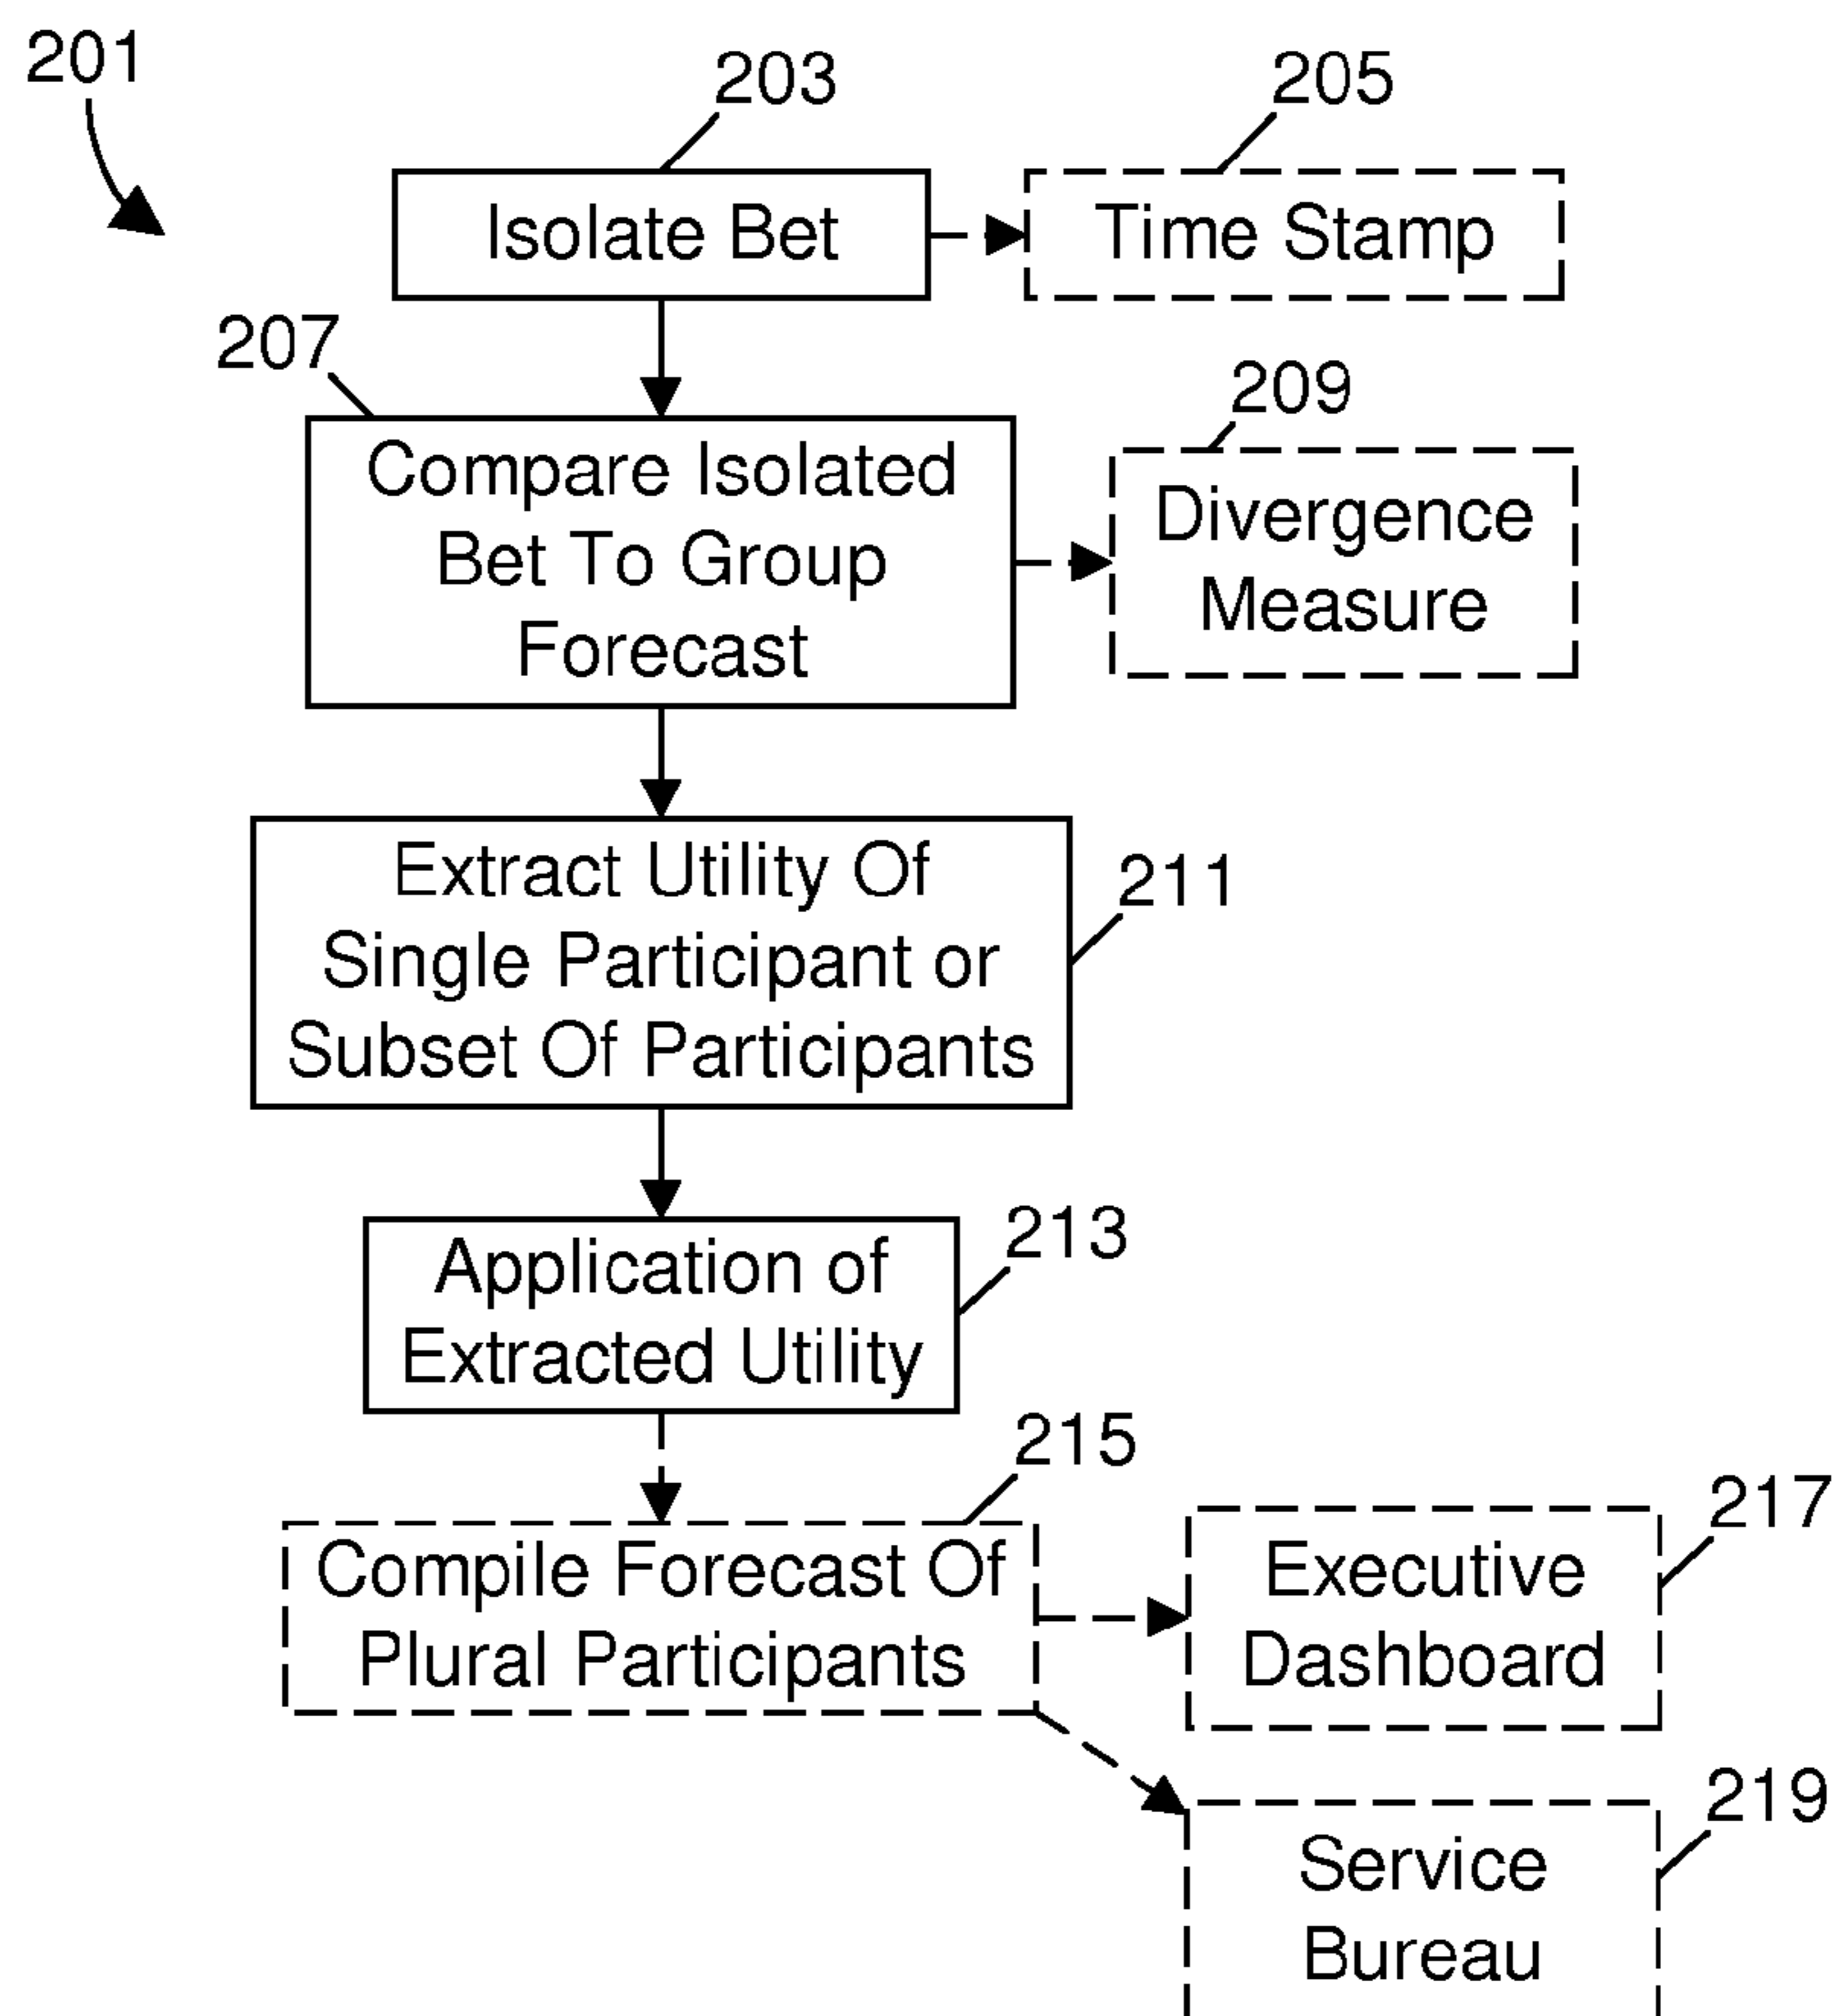 201
203
205
Isolate Bet
Time Stamp
207
209
Compare Isolated
Bet To Group
Forecast
Divergence
Measure
211
Extract Utility Of
Single Participant or
Subset Of Participants
213
Application of
Extracted Utility
215
217
Compile Forecast Of
Plural Participants
Executive
Dashboard
219
Service
Bureau